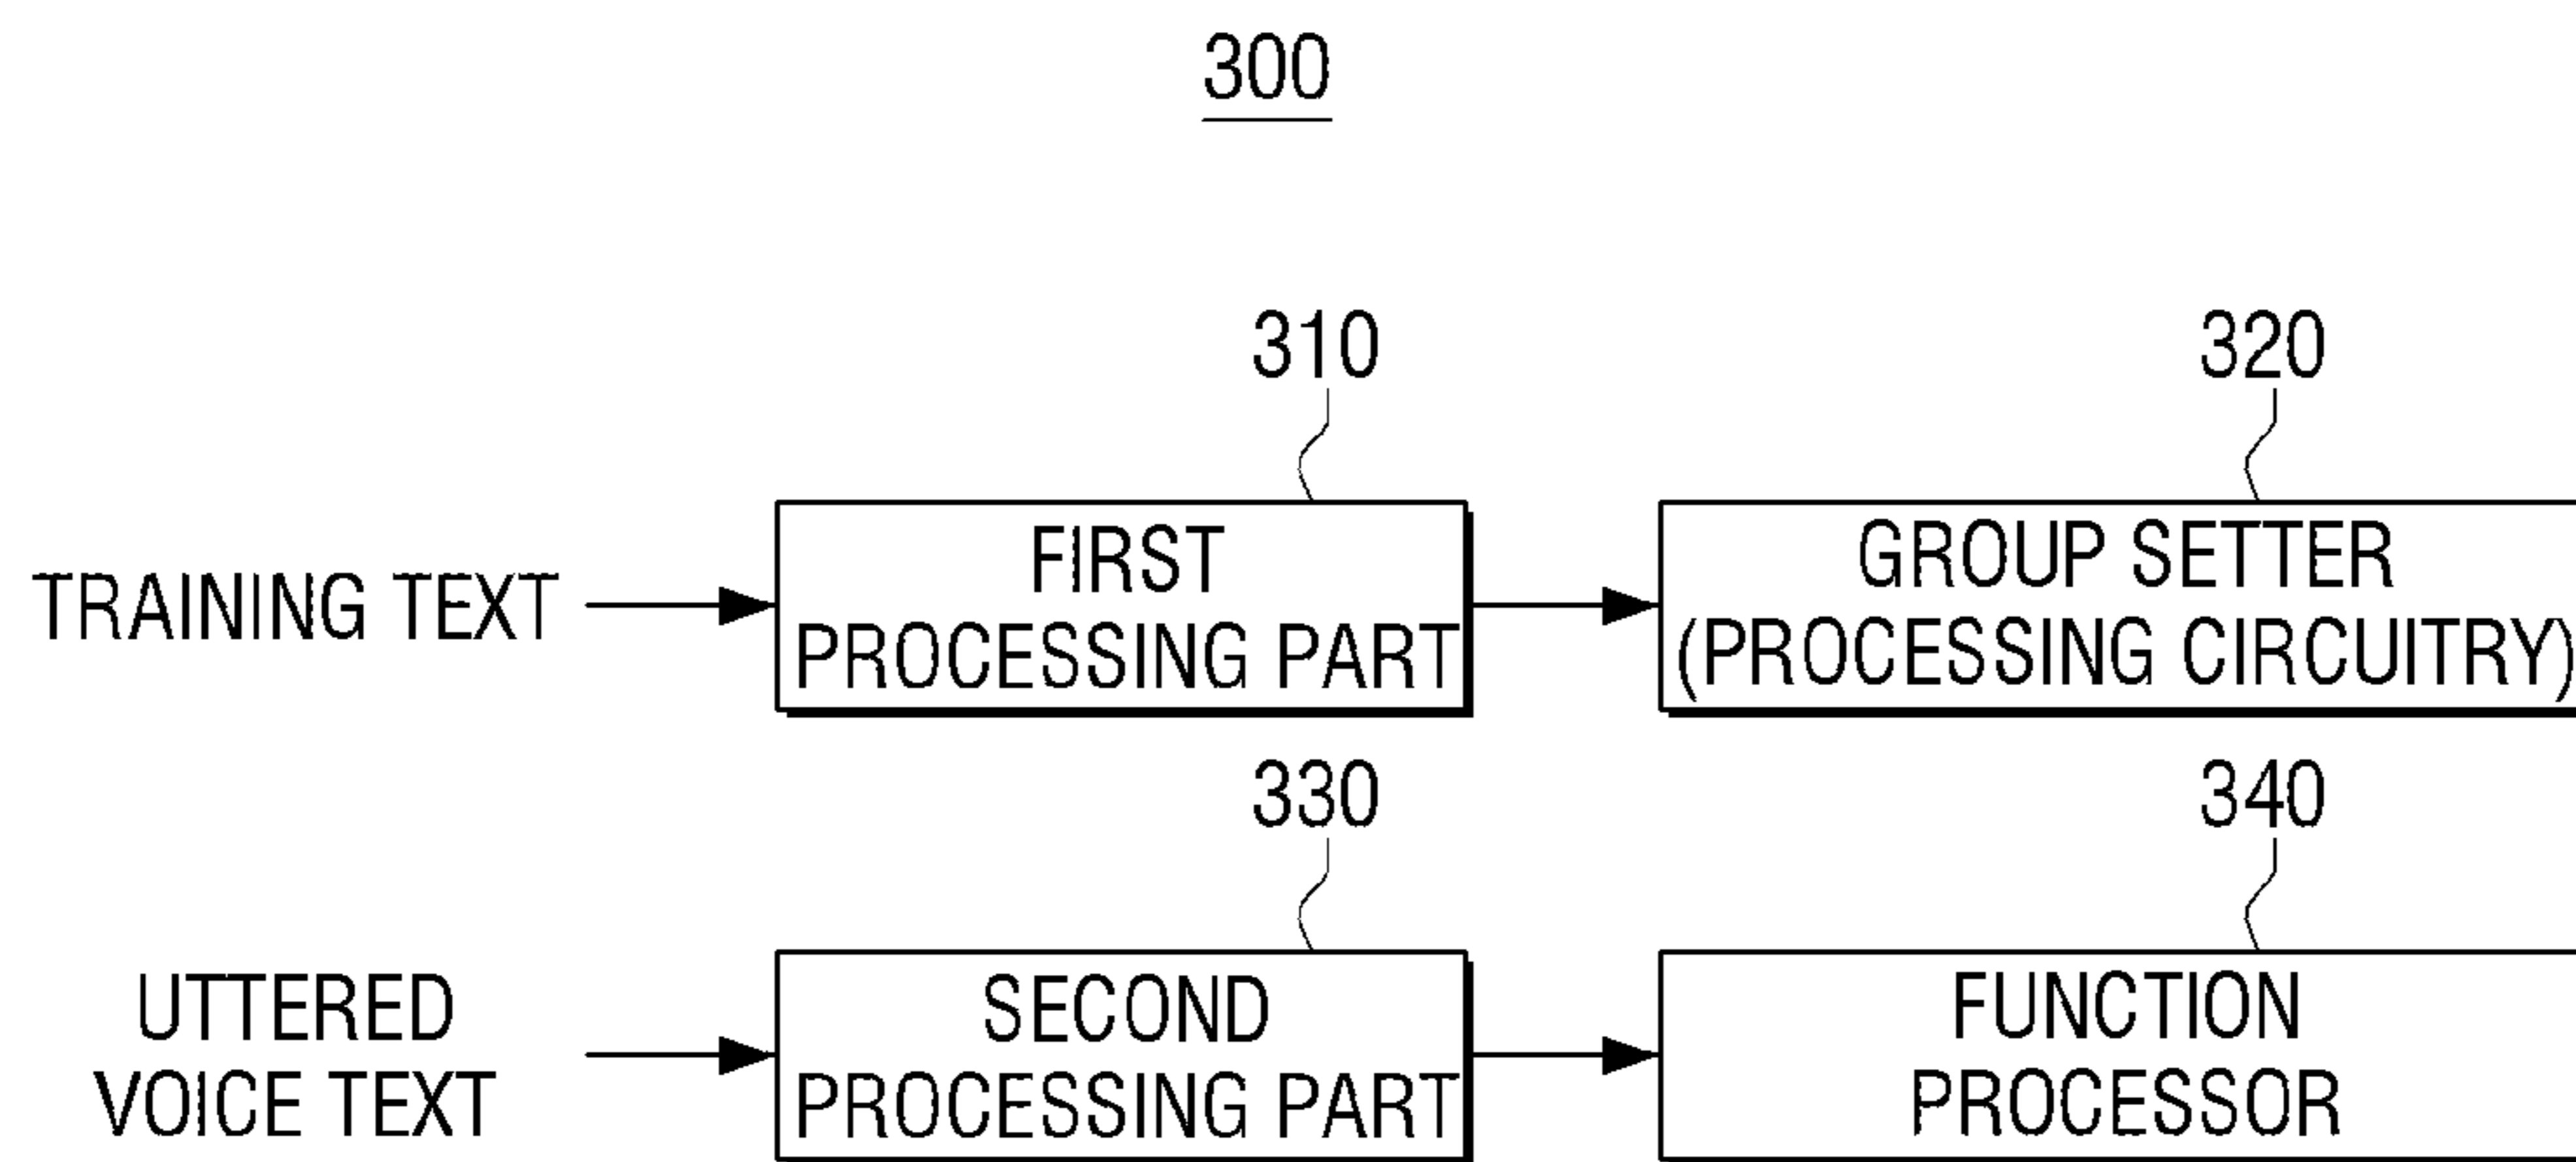 300
310
320
TRAINING TEXT
FIRST
PROCESSING PART
GROUP SETTER
(PROCESSING CIRCUITRY)
330
340
UTTERED
VOICE TEXT
SECOND
PROCESSING PART
FUNCTION
PROCESSOR